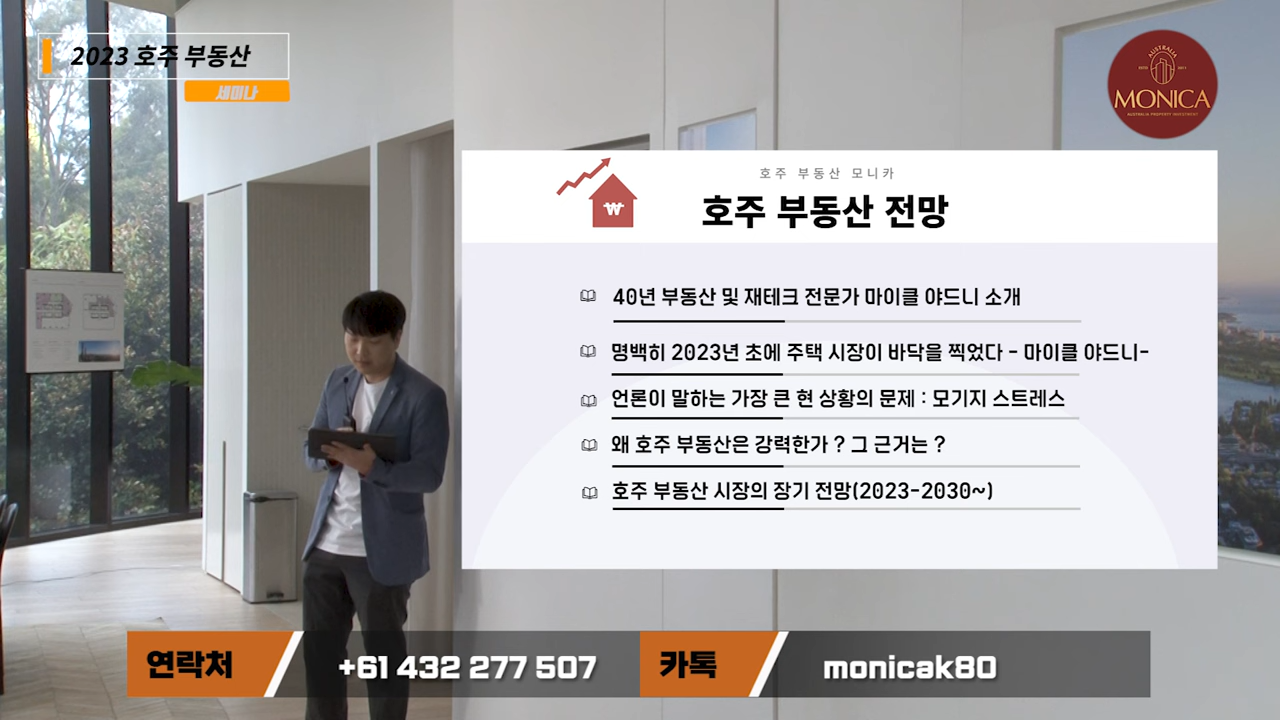 2023 호주 부동산
세미나
AUSTRALIA
MONICA
AUSTRALIA PROPERTY INVESTMENT
호주 부동산 모니카
호주 부동산 전망
40년 부동산 및 재테크 전문가 마이클 야드니 소개
명백히 2023년 초에 주택 시장이 바닥을 찍었다 - 마이클 야드니-
언론이 말하는 가장 큰 현 상황의 문제 : 모기지 스트레스
왜 호주 부동산은 강력한가 ? 그 근거는 ?
호주 부동산 시장의 장기 전망(2023-2030~)
연락처 +61 432 277 507 카톡 monicak80